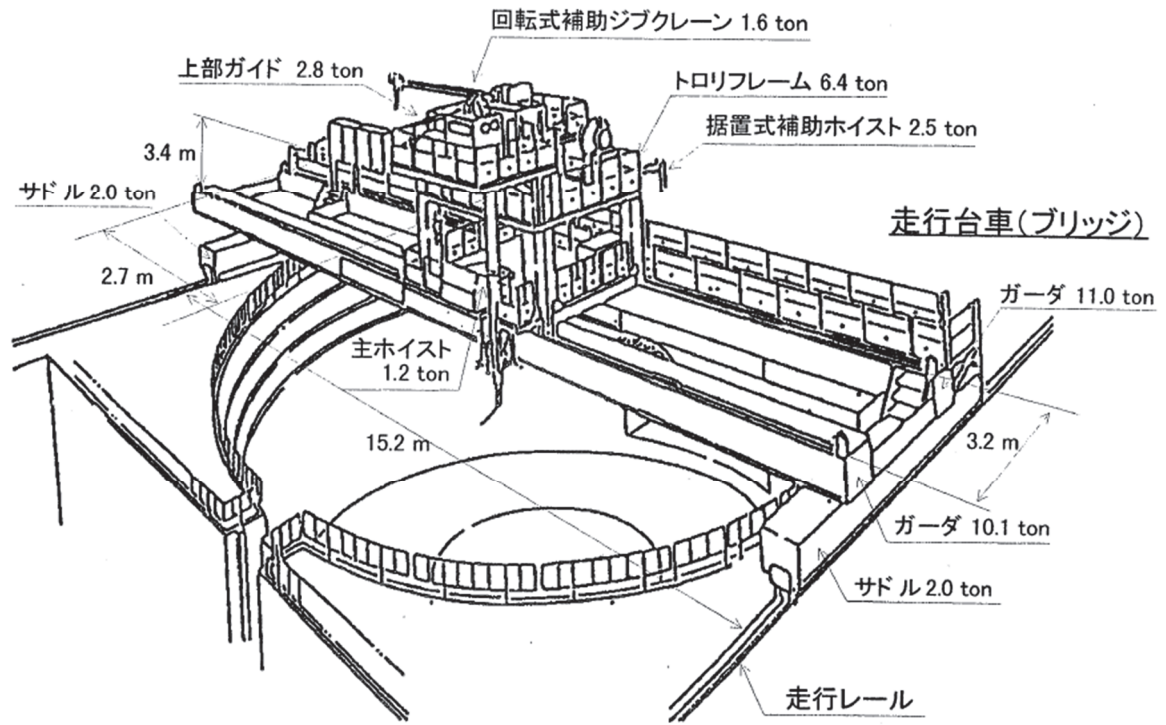 回転式補助ジブクレーン 1.6 ton
上部ガイド 2.8 ton
トロリフレーム 6.4 ton
据置式補助ホイスト 2.5 ton
3.4 m
サドル 2.0 ton
走行台車(ブリッジ)
2.7 m
ガーダ 11.0 ton
主ホイスト
1.2 ton
15.2 m
3.2 m
ガーダ 10.1 ton
サドル 2.0 ton
走行レール